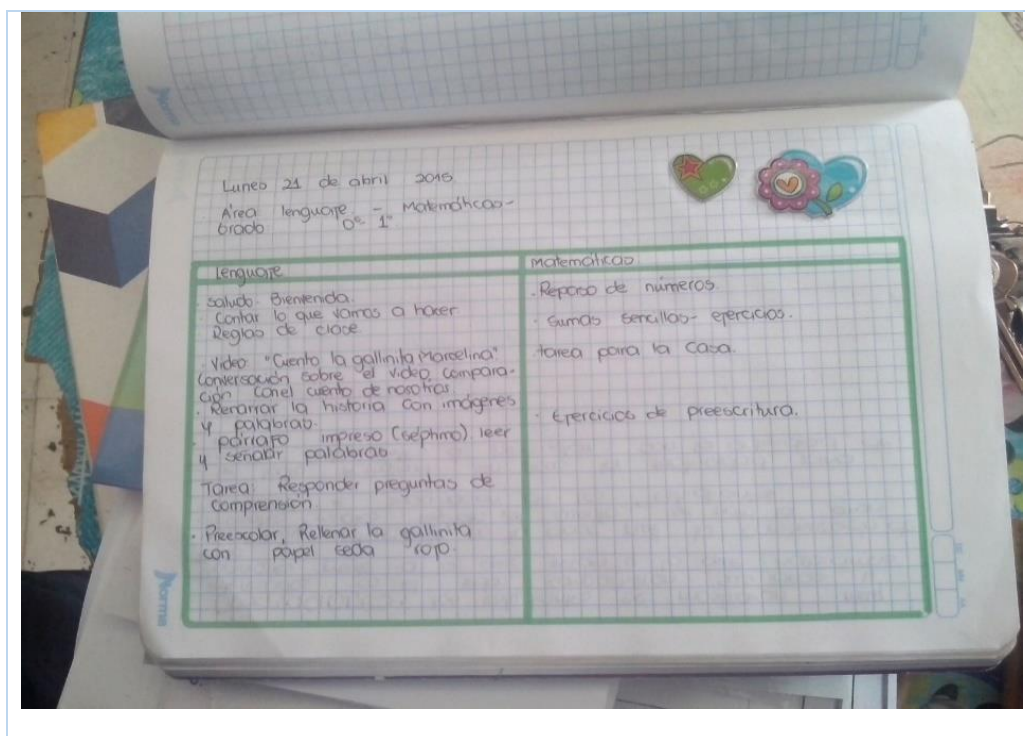 Lunes 21 de abril 2015
Área lenguaje - Matemáticas-
Grado 0° 1°
Lenguaje
Saludo- Bienvenida.
Contar lo que vamos a hacer
Reglas de clase
· Video "Cuento la gallinita Marcelina"
Conversación sobre el video, compara-
ción con el cuento de nosotras
· Renarrar la historia con imágenes
y palabras.
· párrafo impreso (séptimo) leer
y señalar palabras
Tarea: Responder preguntas de
comprensión
· Preescolar, Rellenar la gallinita
con papel seda rojo.
Matemáticas
· Repaso de números
· Sumas sencillas- ejercicios.
tarea para la casa.
· Ejercicios de preescritura.
Norma
Norma